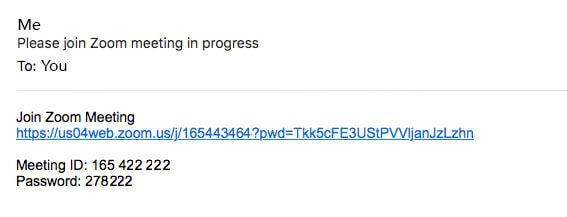 Me
Please join Zoom meeting in progress
To: You
Join Zoom Meeting
https://us04web.zoom.us/j/165443464?pwd=Tkk5cFE3UStPVVljanJzLzhn
Meeting ID: 165 422 222
Password: 278222